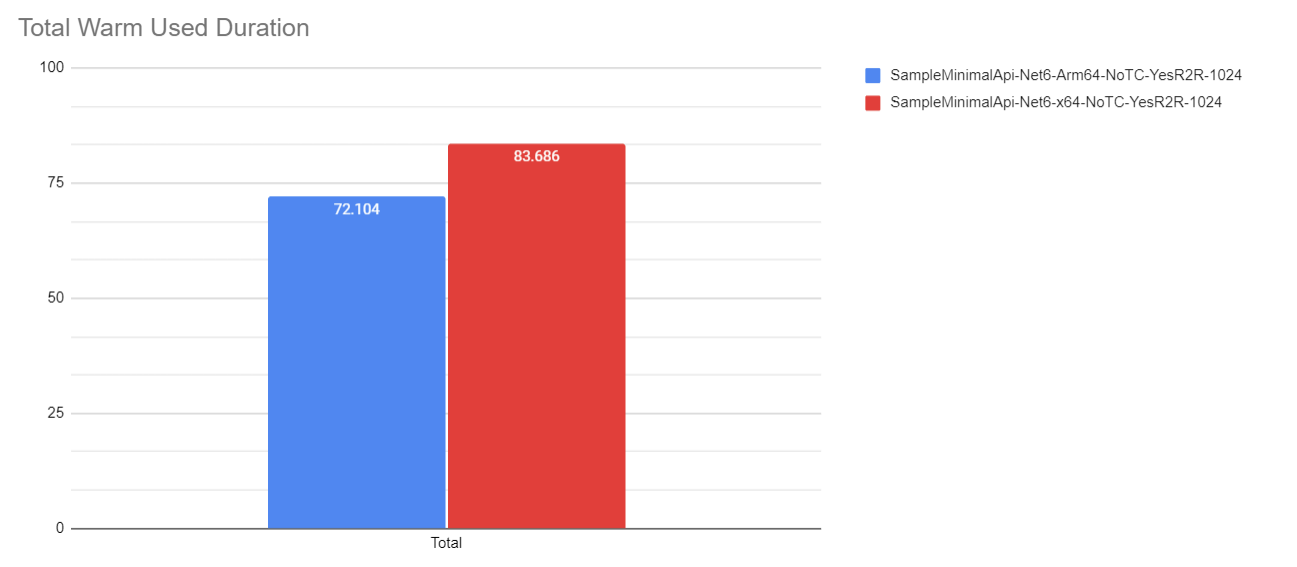 Total Warm Used Duration
100
75
50
25
0
72.104
83.686
Total
SampleMinimalApi-Net6-Arm64-NoTC-YesR2R-1024
SampleMinimalApi-Net6-x64-NoTC-YesR2R-1024